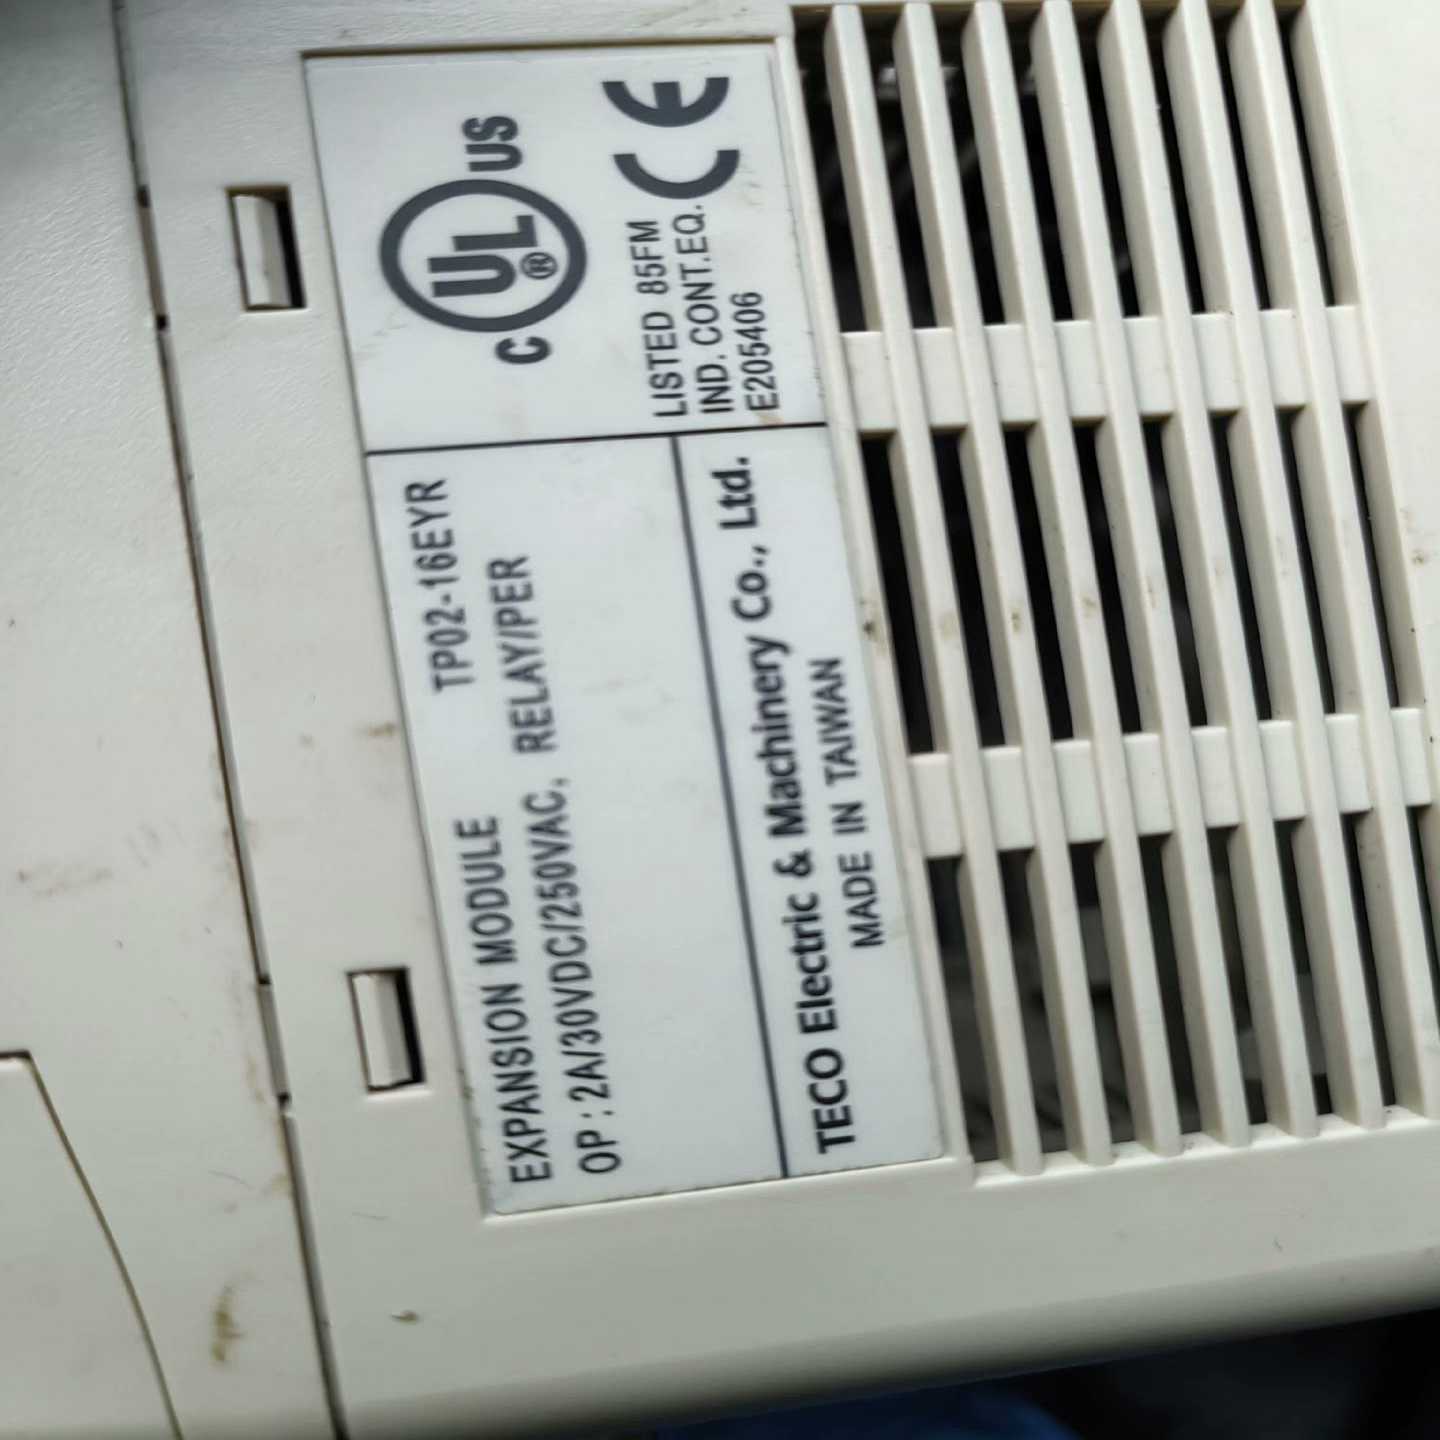 EXPANSION MODULE TP02-16EYR
OP : 2A/30VDC/250VAC, RELAY/PER
TECO Electric & Machinery Co., Ltd.
MADE IN TAIWAN
C UL® US
LISTED 85FM
IND. CONT.EQ.
E205406
CE